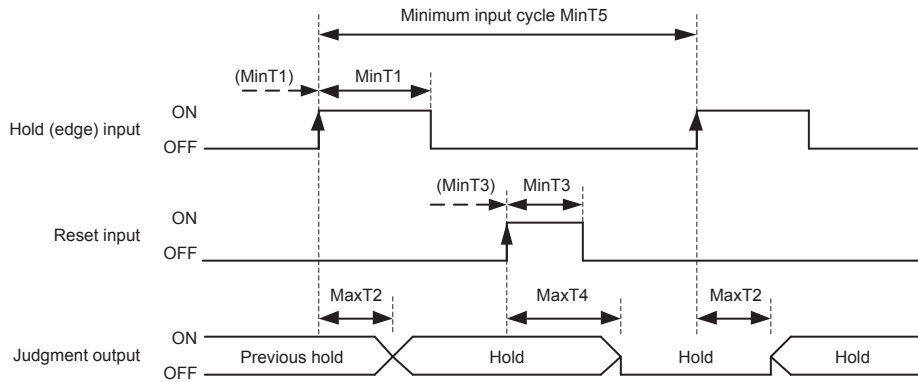 Minimum input cycle MinT5
(MinT1) MinT1
ON
Hold (edge) input
OFF
(MinT3) MinT3
ON
Reset input
OFF
MaxT2 MaxT4 MaxT2
ON
Judgment output Previous hold Hold Hold Hold
OFF